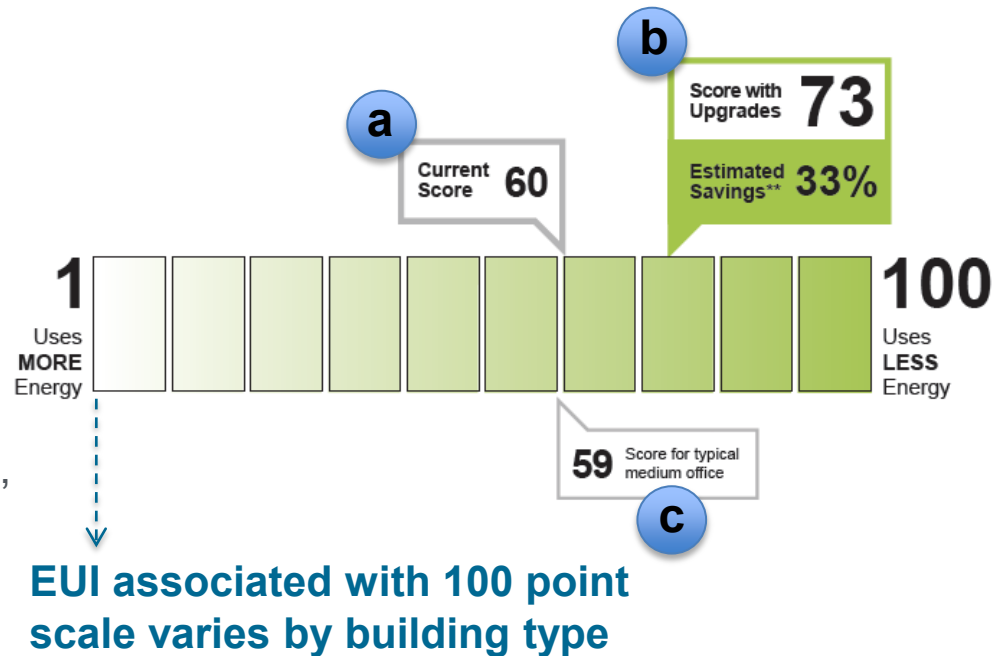 b
Score with
Upgrades 73
a
Current
Score 60
Estimated
Savings** 33%
1
Uses
MORE
Energy
100
Uses
LESS
Energy
59 Score for typical
medium office
,
c
EUI associated with 100 point
scale varies by building type